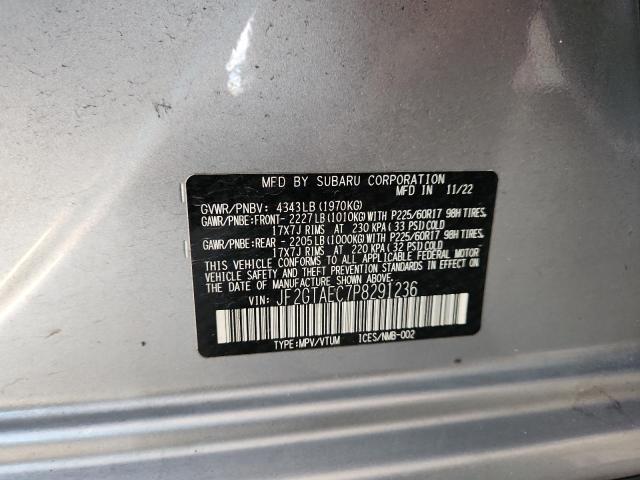 MFD BY SUBARU CORPORATION
MFD IN 11/22
GVWR/PNBV: 4343LB (1970KG)
GAWR/PNBE:FRONT- 2227LB(1010KG)WITH P225/60R17 98H TIRES,
17X7J RIMS AT 230 KPA(33 PSI)COLD
GAWR/PNBE:REAR - 2205LB(1000KG)WITH P225/60R17 98H TIRES,
17X7J RIMS AT 220 KPA(32 PSI)COLD
THIS VEHICLE CONFORMS TO ALL APPLICABLE FEDERAL MOTOR
VEHICLE SAFETY AND THEFT PREVENTION STANDARDS IN EFFECT ON
THE DATE OF MANUFACTURE SHOWN ABOVE.
VIN: JF2GTAEC7P8291236
TYPE:MPV/VTUM ICES/NMB-002